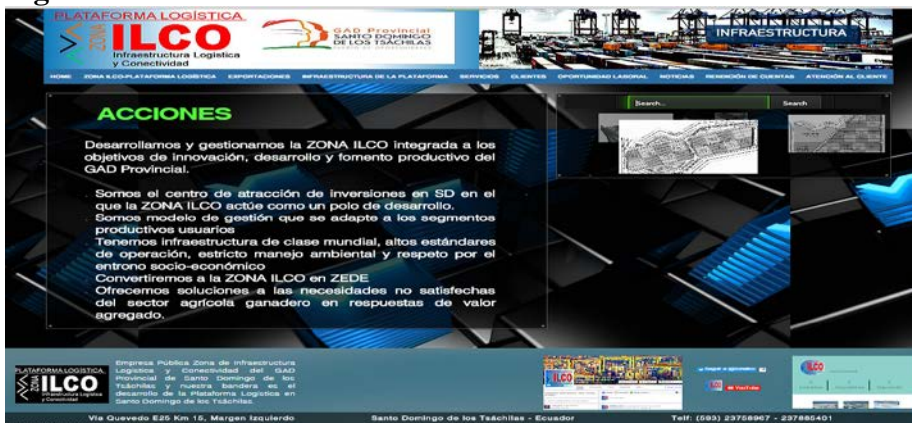 PLATAFORMA LOGÍSTICA
ZONA
ILCO
Infraestructura Logística
y Conectividad
GAD Provincial
SANTO DOMINGO
DE LOS TSÁCHILAS
INFRAESTRUCTURA
HOME ZONA ILCO-PLATAFORMA LOGÍSTICA EXPORTACIONES INFRAESTRUCTURA DE LA PLATAFORMA SERVICIOS CLIENTES OPORTUNIDAD LABORAL NOTICIAS RENDICIÓN DE CUENTAS ATENCIÓN AL CLIENTE
Search... Search
ACCIONES
Desarrollamos y gestionamos la ZONA ILCO integrada a los
objetivos de innovación, desarrollo y fomento productivo del
GAD Provincial.
Somos el centro de atracción de inversiones en SD en el
que la ZONA ILCO actúe como un polo de desarrollo.
Somos modelo de gestión que se adapte a los segmentos
productivos usuarios
Tenemos infraestructura de clase mundial, altos estándares
de operación, estricto manejo ambiental y respeto por el
entrono socio-económico
Convertiremos a la ZONA ILCO en ZEDE
Ofrecemos soluciones a las necesidades no satisfechas
del sector agrícola ganadero en respuestas de valor
agregado.
PLATAFORMA LOGÍSTICA
ZONA
ILCO
Infraestructura Logística
y Conectividad
Empresa Pública Zona de Infraestructura
Logística y Conectividad del GAD
Provincial de Santo Domingo de los
Tsáchilas y nuestra bandera es el
desarrollo de la Plataforma Logística en
Santo Domingo de los Tsáchilas
ILCO
YouTube
Vía Quevedo E25 Km 15, Margen Izquierdo Santo Domingo de los Tsáchilas - Ecuador Telf: (593) 23758967 - 237885401